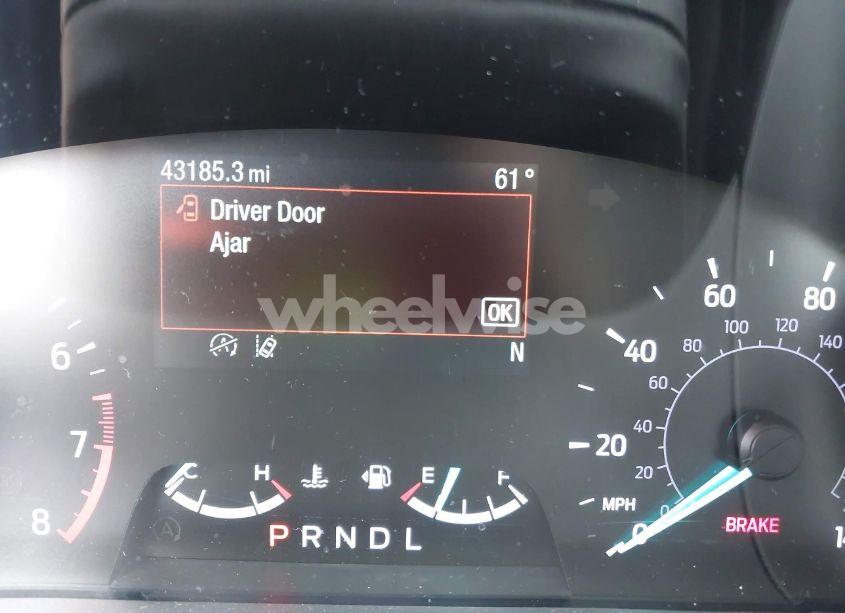 43185.3 mi 61°
Driver Door
Ajar
wheelwise
OK
N
6
7
8
C H
E F
PRNDL
0 20 40 60 80
MPH
0 20 40 60 80 100 120 140
BRAKE